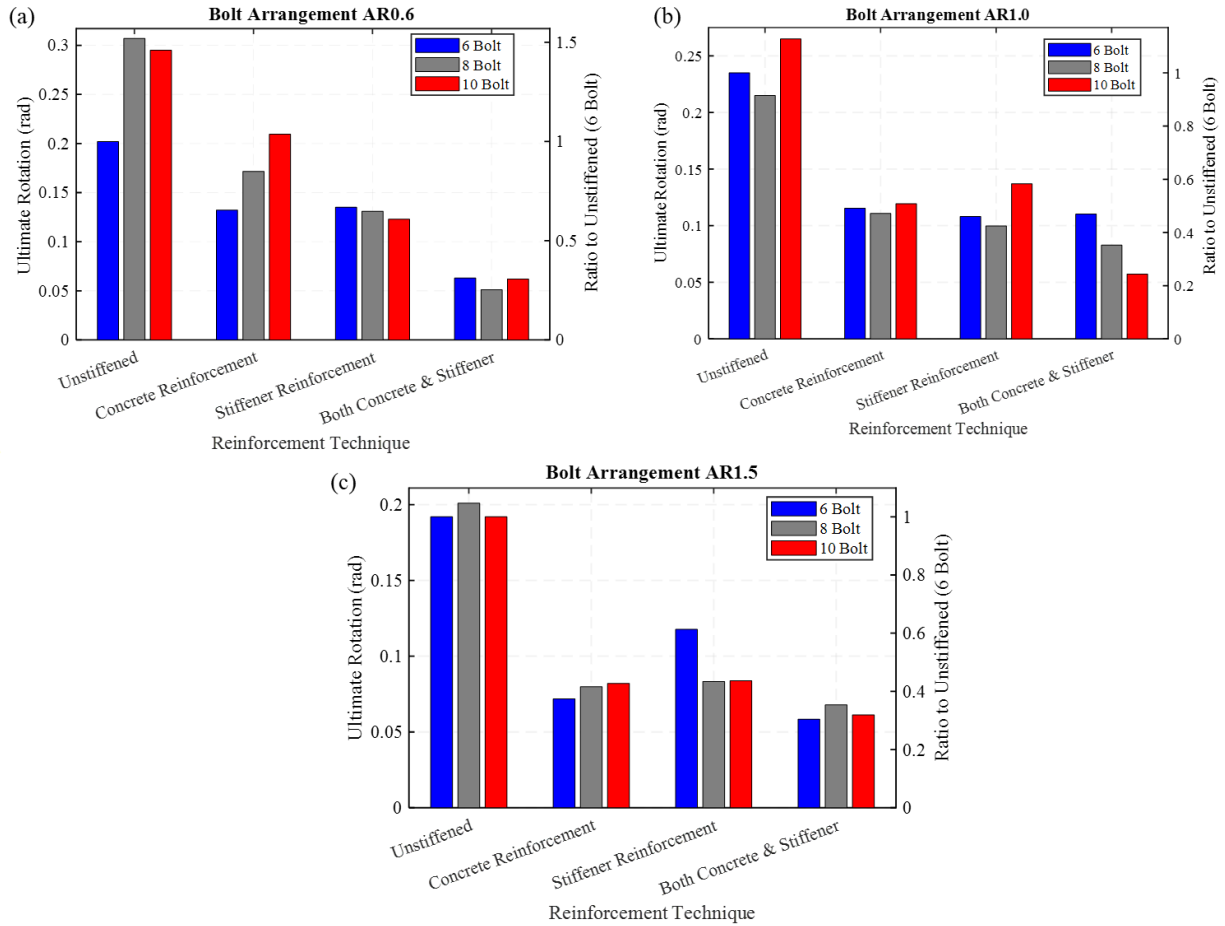 (a)
Bolt Arrangement AR0.6
Ultimate Rotation (rad)
0.3
0.25
0.2
0.15
0.1
0.05
0
6 Bolt
8 Bolt
10 Bolt
1.5
1
0.5
0
Ratio to Unstiffened (6 Bolt)
Unstiffened
Concrete Reinforcement
Stiffener Reinforcement
Both Concrete & Stiffener
Reinforcement Technique
(b)
Bolt Arrangement AR1.0
Ultimate Rotation (rad)
0.25
0.2
0.15
0.1
0.05
0
6 Bolt
8 Bolt
10 Bolt
1
0.8
0.6
0.4
0.2
0
Ratio to Unstiffened (6 Bolt)
Unstiffened
Concrete Reinforcement
Stiffener Reinforcement
Both Concrete & Stiffener
Reinforcement Technique
(c)
Bolt Arrangement AR1.5
Ultimate Rotation (rad)
0.2
0.15
0.1
0.05
0
6 Bolt
8 Bolt
10 Bolt
1
0.8
0.6
0.4
0.2
0
Ratio to Unstiffened (6 Bolt)
Unstiffened
Concrete Reinforcement
Stiffener Reinforcement
Both Concrete & Stiffener
Reinforcement Technique